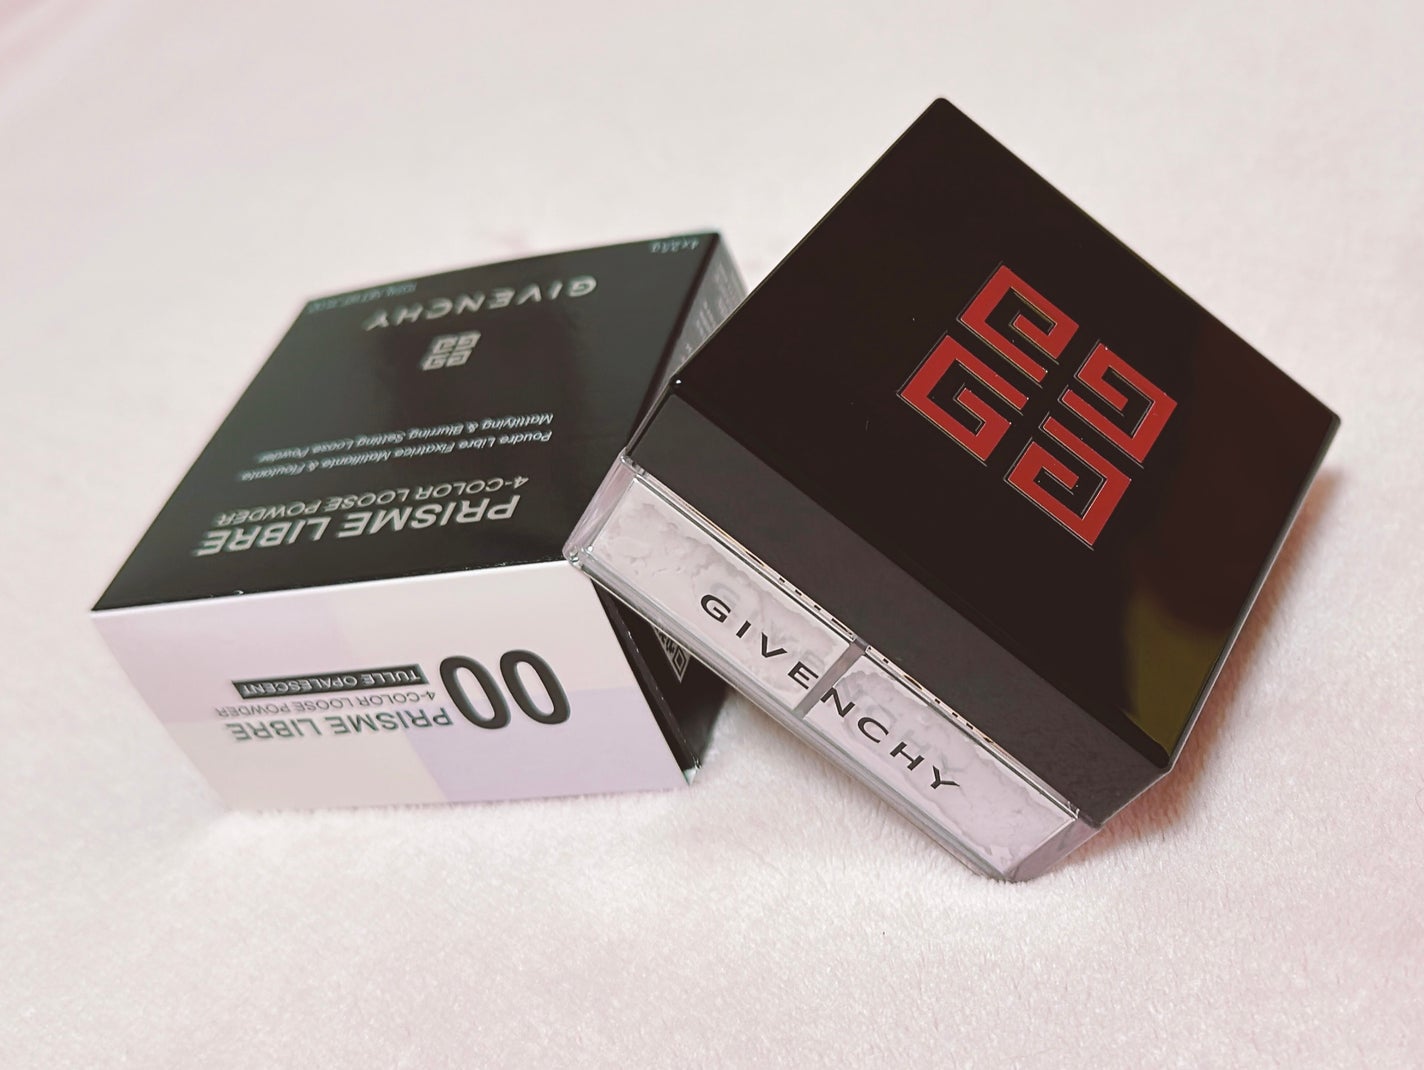 GIVENCHY
Poudre Libre Fixatrice Matifiante & Floutante
Mattifying & Blurring Setting Loose Powder
PRISME LIBRE
4-COLOR LOOSE POWDER
00
PRISME LIBRE
4-COLOR LOOSE POWDER
TULLE OPALESCENT
GIVENCHY